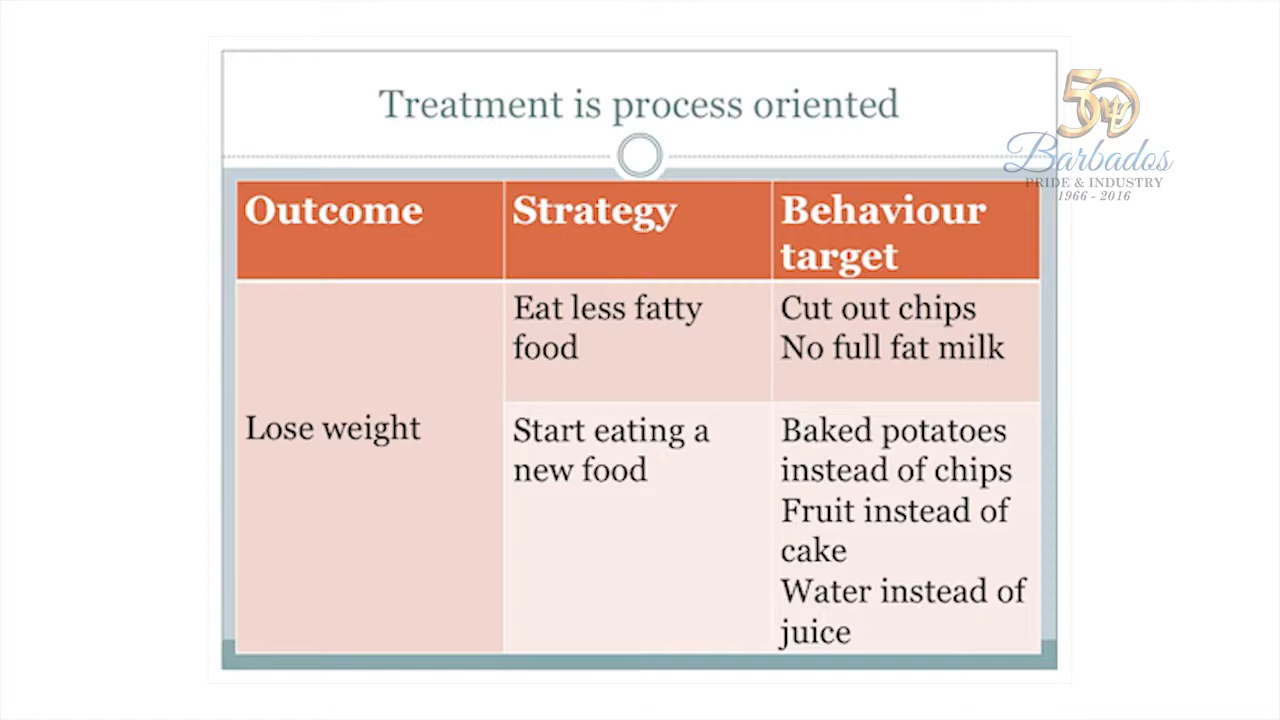 Treatment is process oriented
50
Barbados
PRIDE & INDUSTRY
1966 - 2016
Outcome
Strategy
Behaviour
target
Lose weight
Eat less fatty
food
Cut out chips
No full fat milk
Start eating a
new food
Baked potatoes
instead of chips
Fruit instead of
cake
Water instead of
juice